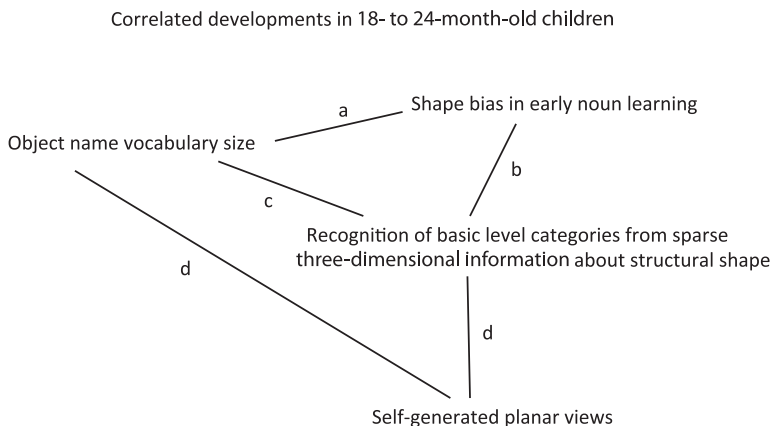 Correlated developments in 18- to 24-month-old children
Shape bias in early noun learning
a
Object name vocabulary size
b
c
Recognition of basic level categories from sparse
three-dimensional information about structural shape
d
d
Self-generated planar views